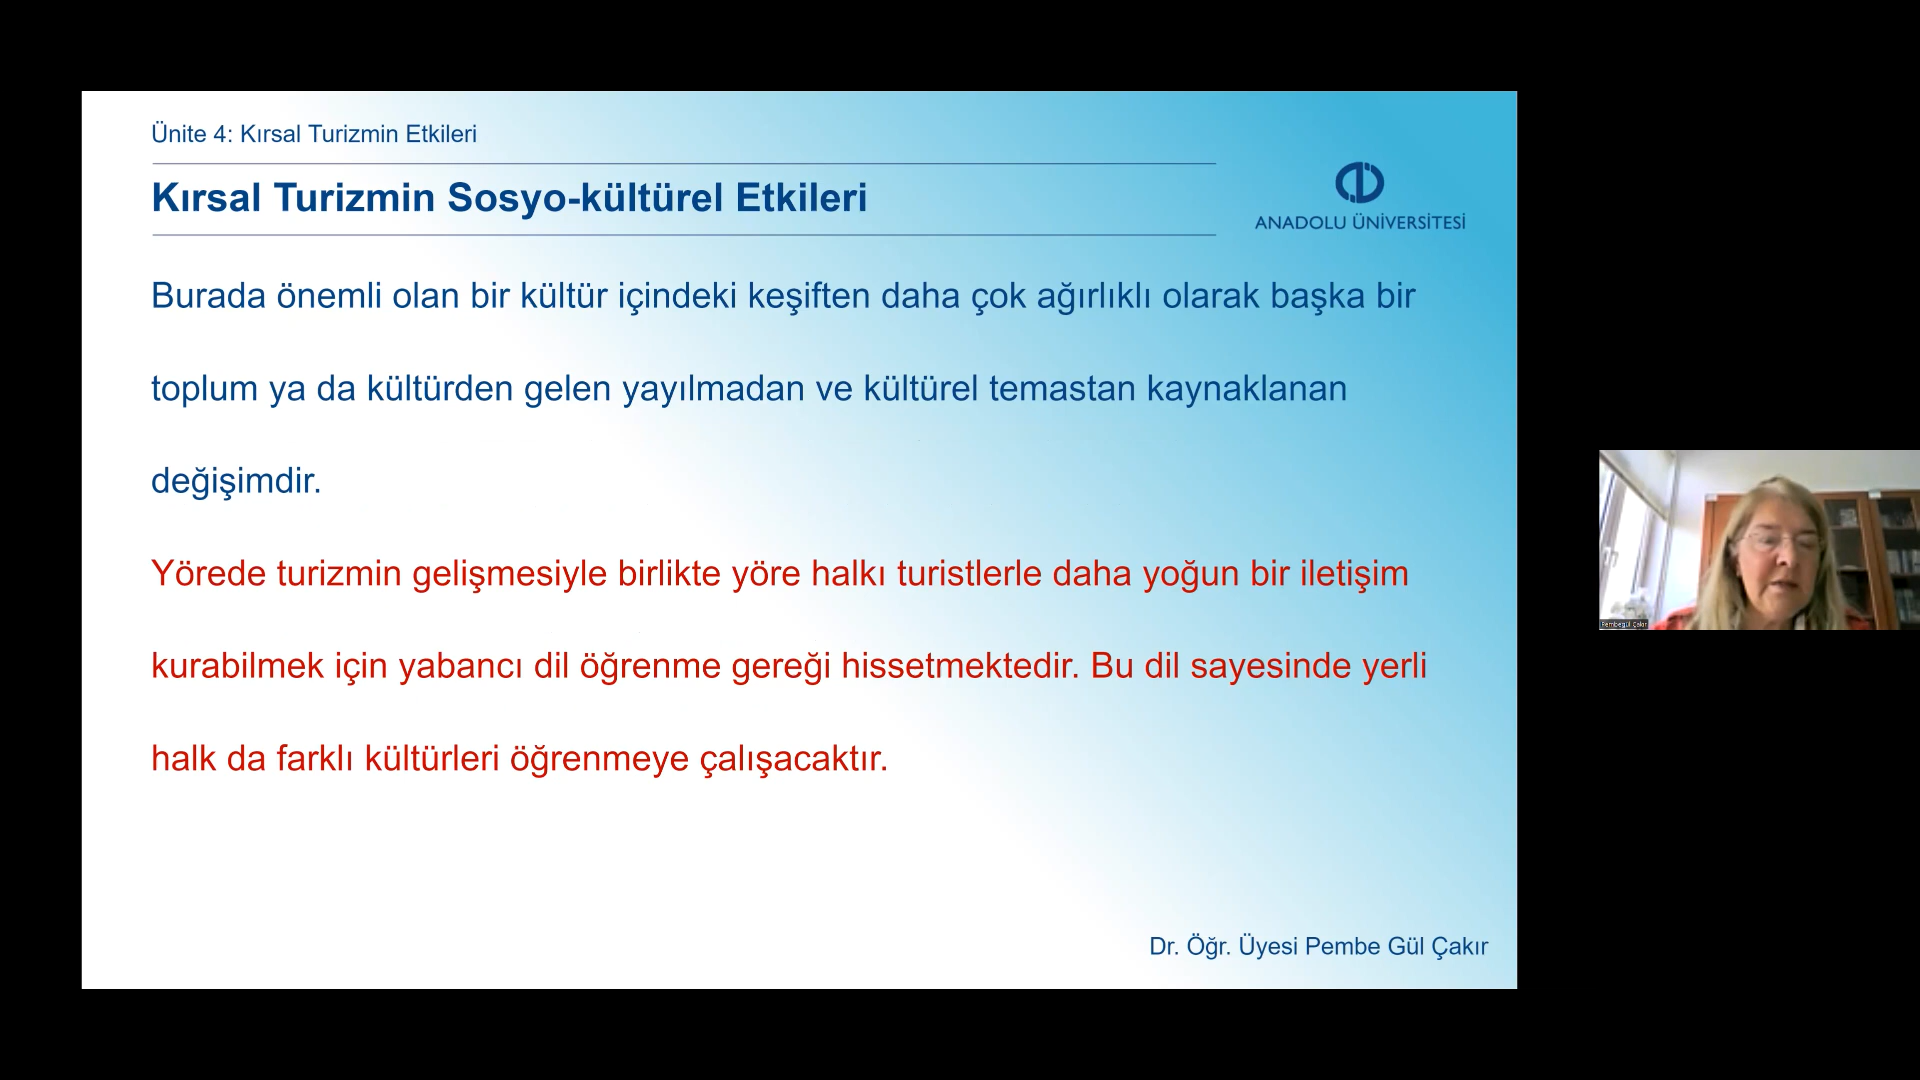 Ünite 4: Kırsal Turizmin Etkileri
Kırsal Turizmin Sosyo-kültürel Etkileri
ANADOLU ÜNİVERSİTESİ
Burada önemli olan bir kültür içindeki keşiften daha çok ağırlıklı olarak başka bir
toplum ya da kültürden gelen yayılmadan ve kültürel temastan kaynaklanan
değişimdir.
Yörede turizmin gelişmesiyle birlikte yöre halkı turistlerle daha yoğun bir iletişim
kurabilmek için yabancı dil öğrenme gereği hissetmektedir. Bu dil sayesinde yerli
halk da farklı kültürleri öğrenmeye çalışacaktır.
Dr. Öğr. Üyesi Pembe Gül Çakır
Pembegül Çakır